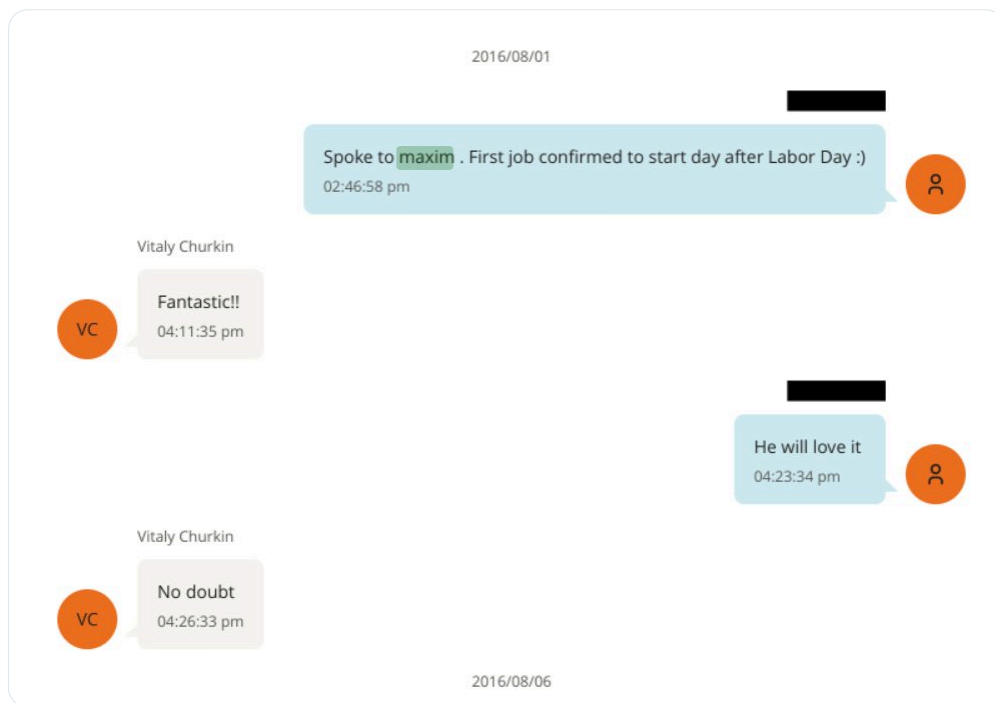 2016/08/01
Spoke to maxim . First job confirmed to start day after Labor Day :)
02:46:58 pm
Vitaly Churkin
VC
Fantastic!!
04:11:35 pm
He will love it
04:23:34 pm
Vitaly Churkin
VC
No doubt
04:26:33 pm
2016/08/06